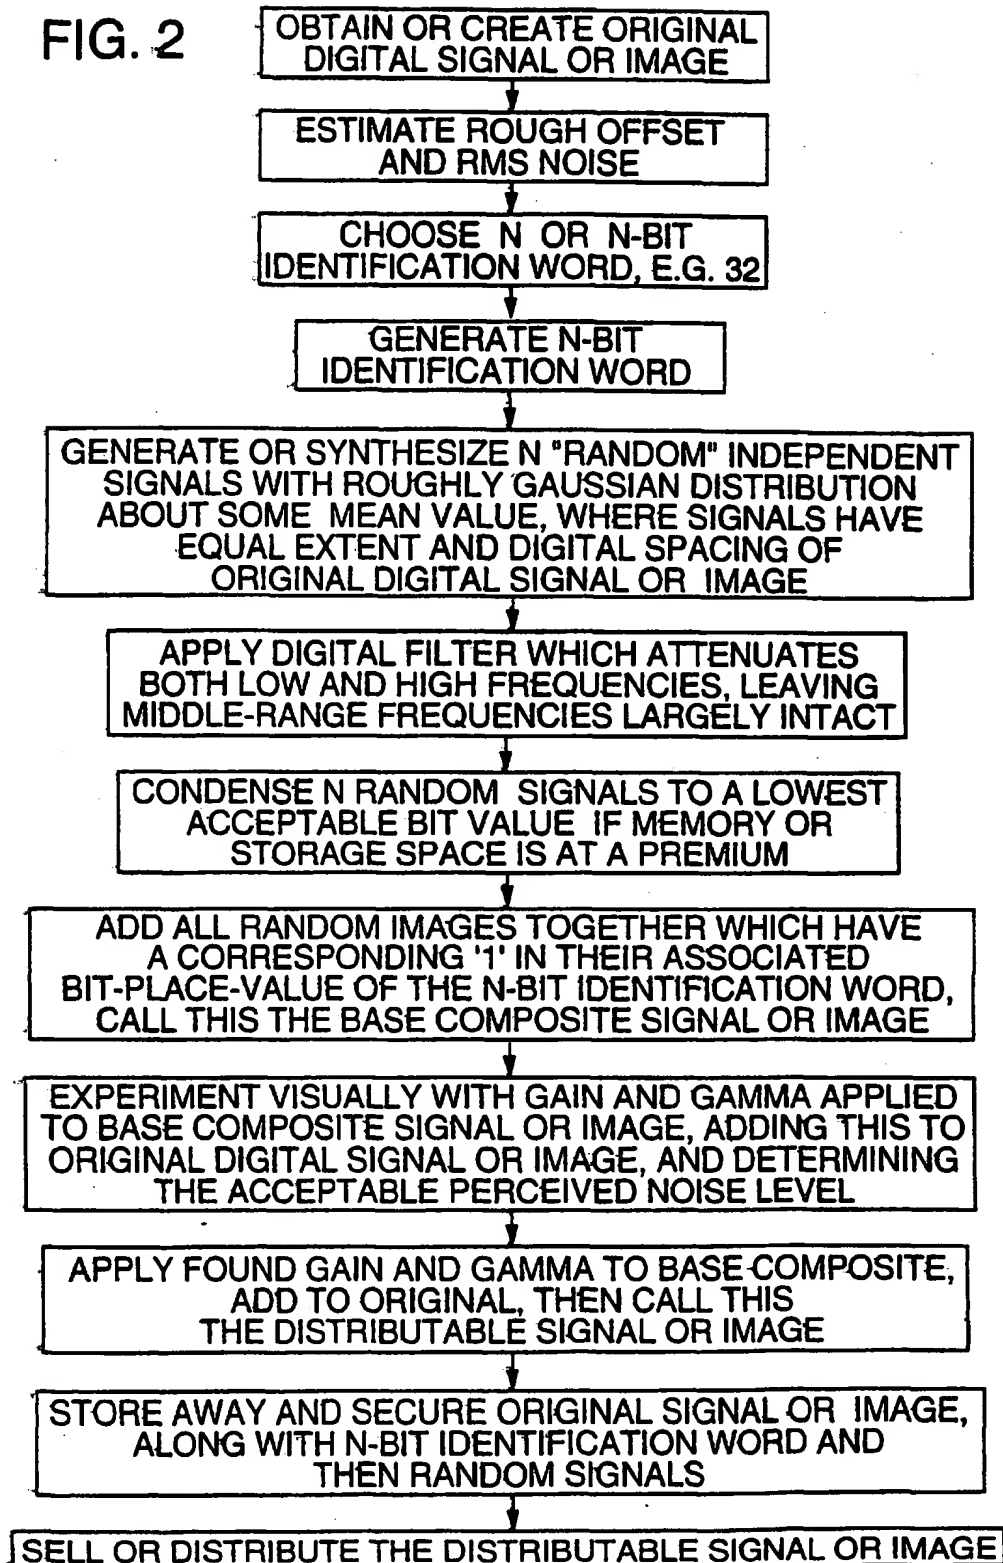 FIG. 2
OBTAIN OR CREATE ORIGINAL
DIGITAL SIGNAL OR IMAGE
ESTIMATE ROUGH OFFSET
AND RMS NOISE
CHOOSE N OR N-BIT
IDENTIFICATION WORD, E.G. 32
GENERATE N-BIT
IDENTIFICATION WORD
GENERATE OR SYNTHESIZE N "RANDOM" INDEPENDENT
SIGNALS WITH ROUGHLY GAUSSIAN DISTRIBUTION
ABOUT SOME MEAN VALUE, WHERE SIGNALS HAVE
EQUAL EXTENT AND DIGITAL SPACING OF
ORIGINAL DIGITAL SIGNAL OR IMAGE
APPLY DIGITAL FILTER WHICH ATTENUATES
BOTH LOW AND HIGH FREQUENCIES, LEAVING
MIDDLE-RANGE FREQUENCIES LARGELY INTACT
CONDENSE N RANDOM SIGNALS TO A LOWEST
ACCEPTABLE BIT VALUE IF MEMORY OR
STORAGE SPACE IS AT A PREMIUM
ADD ALL RANDOM IMAGES TOGETHER WHICH HAVE
A CORRESPONDING '1' IN THEIR ASSOCIATED
BIT-PLACE-VALUE OF THE N-BIT IDENTIFICATION WORD,
CALL THIS THE BASE COMPOSITE SIGNAL OR IMAGE
EXPERIMENT VISUALLY WITH GAIN AND GAMMA APPLIED
TO BASE COMPOSITE SIGNAL OR IMAGE, ADDING THIS TO
ORIGINAL DIGITAL SIGNAL OR IMAGE, AND DETERMINING
THE ACCEPTABLE PERCEIVED NOISE LEVEL
APPLY FOUND GAIN AND GAMMA TO BASE COMPOSITE,
ADD TO ORIGINAL, THEN CALL THIS
THE DISTRIBUTABLE SIGNAL OR IMAGE
STORE AWAY AND SECURE ORIGINAL SIGNAL OR IMAGE,
ALONG WITH N-BIT IDENTIFICATION WORD AND
THEN RANDOM SIGNALS
SELL OR DISTRIBUTE THE DISTRIBUTABLE SIGNAL OR IMAGE